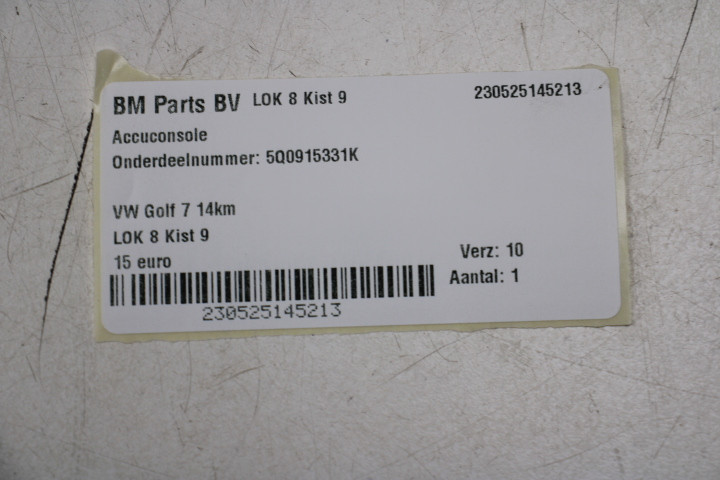 BM Parts BV LOK 8 Kist 9 230525145213
Accuconsole
Onderdeelnummer: 5Q0915331K
VW Golf 7 14km
LOK 8 Kist 9
15 euro
Verz: 10
Aantal: 1
230525145213